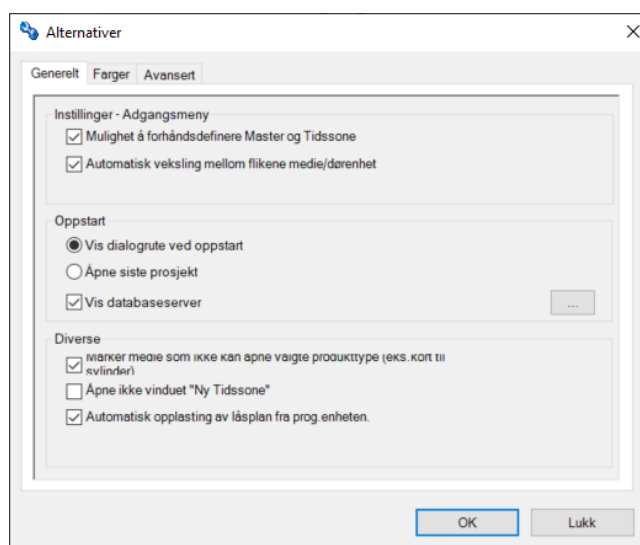 Alternativer
Generelt Farger Avansert
Instillinger - Adgangsmeny
Mulighet å forhåndsdefinere Master og Tidssone
Automatisk veksling mellom flikene medie/dørenhet
Oppstart
Vis dialogrute ved oppstart
Åpne siste prosjekt
Vis databaseserver
...
Diverse
Marker medie som ikke kan åpne valgte produkttype (eks.kort til
sylinder)
Åpne ikke vinduet "Ny Tidssone"
Automatisk opplasting av låsplan fra prog.enheten.
OK Lukk